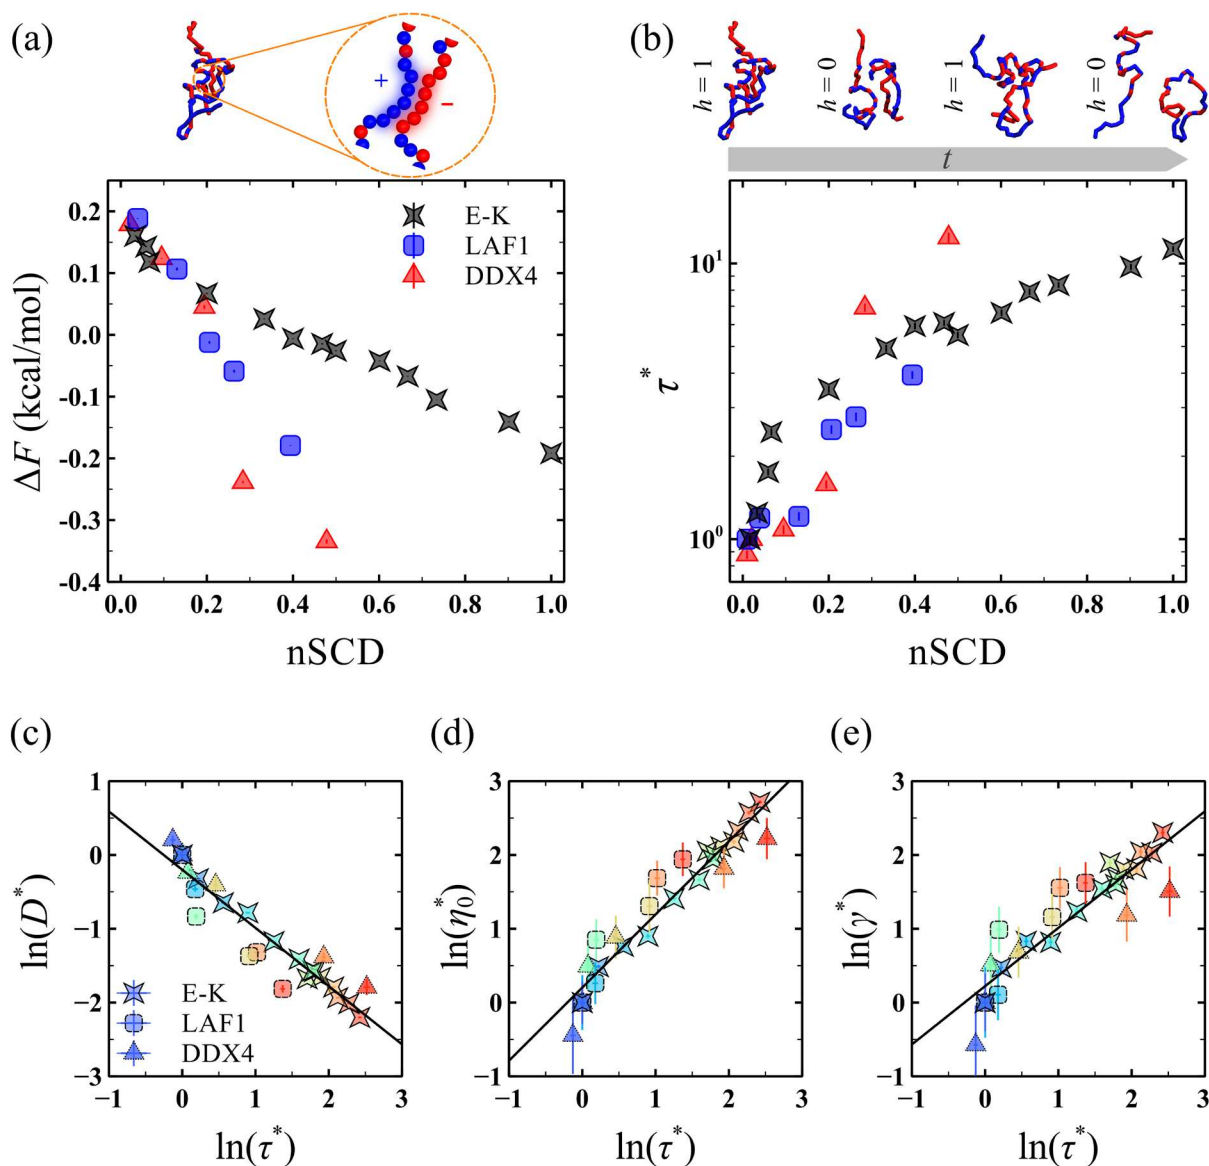 (a)
+
−
0.2
0.1
0.0
-0.1
-0.2
-0.3
-0.4
ΔF (kcal/mol)
E-K
LAF1
DDX4
0.0 0.2 0.4 0.6 0.8 1.0
nSCD
(b)
h = 1
h = 0
h = 1
h = 0
t
10¹
10⁰
τ*
0.0 0.2 0.4 0.6 0.8 1.0
nSCD
(c)
1
0
−1
−2
−3
ln(D*)
E-K
LAF1
DDX4
−1 0 1 2 3
ln(τ*)
(d)
3
2
1
0
−1
ln(η₀*)
−1 0 1 2 3
ln(τ*)
(e)
3
2
1
0
−1
ln(γ*)
−1 0 1 2 3
ln(τ*)